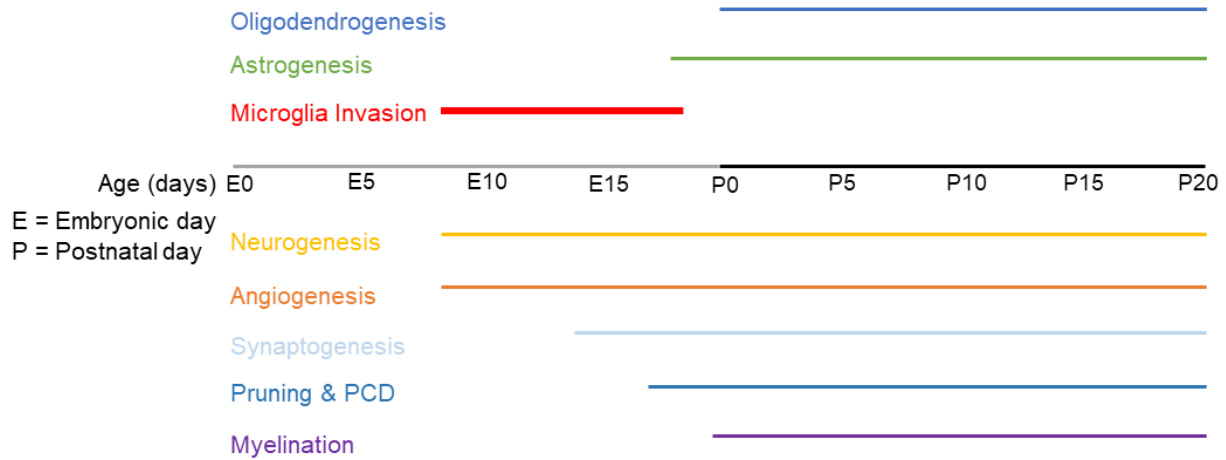 Oligodendrogenesis
Astrogenesis
Microglia Invasion
Age (days) E0 E5 E10 E15 P0 P5 P10 P15 P20
E = Embryonic day
P = Postnatal day
Neurogenesis
Angiogenesis
Synaptogenesis
Pruning & PCD
Myelination